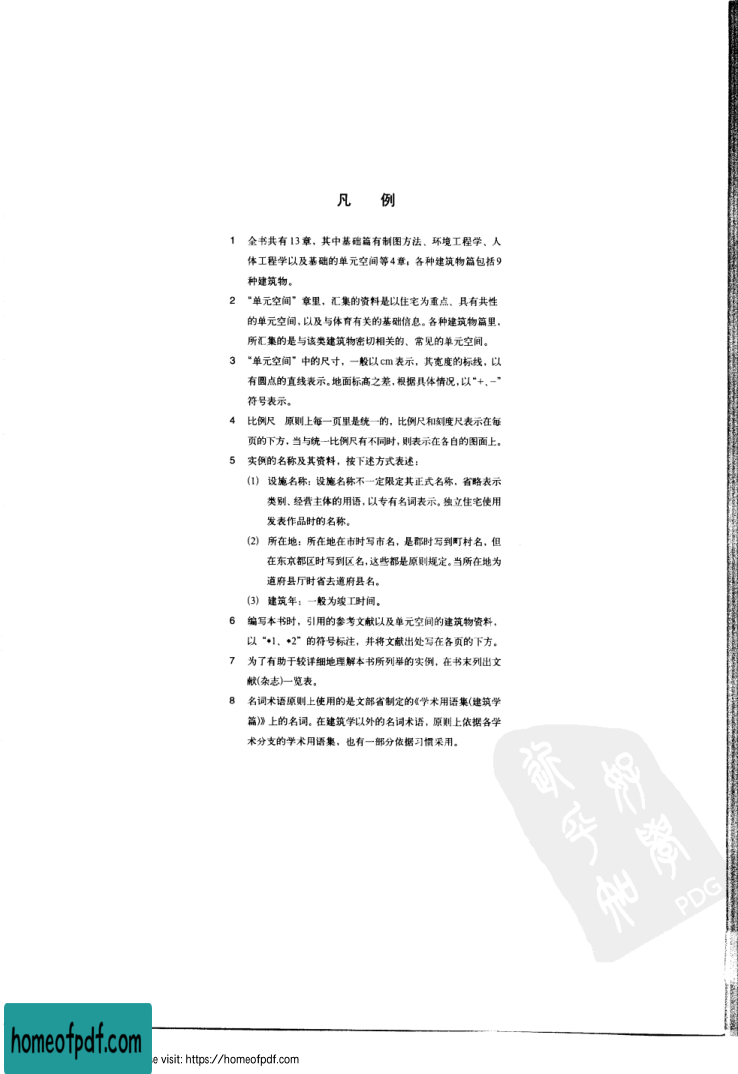 凡 例
1 全书共有13章，其中基础篇有制图方法、环境工程学、人
体工程学以及基础的单元空间等4章；各种建筑物篇包括9
种建筑物。
2 “单元空间”章里，汇集的资料是以住宅为重点、具有共性
的单元空间，以及与体育有关的基础信息。各种建筑物篇里，
所汇集的是与该类建筑物密切相关的、常见的单元空间。
3 “单元空间”中的尺寸，一般以cm表示，其宽度的标线，以
有圆点的直线表示。地面标高之差，根据具体情况，以“+、-”
符号表示。
4 比例尺 原则上每一页里是统一的，比例尺和刻度尺表示在每
页的下方，当与统一比例尺有不同时，则表示在各自的图面上。
5 实例的名称及其资料，按下述方式表述：
(1) 设施名称：设施名称不一定限定其正式名称，省略表示
类别、经营主体的用语，以专有名词表示。独立住宅使用
发表作品时的名称。
(2) 所在地：所在地在市时写市名，是郡时写到町村名，但
在东京都区时写到区名，这些都是原则规定。当所在地为
道府县厅时省去道府县名。
(3) 建筑年：一般为竣工时间。
6 编写本书时，引用的参考文献以及单元空间的建筑物资料，
以“*1、*2”的符号标注，并将文献出处写在各页的下方。
7 为了有助于较详细地理解本书所列举的实例，在书末列出文
献(杂志)一览表。
8 名词术语原则上使用的是文部省制定的《学术用语集(建筑学
篇)》上的名词。在建筑学以外的名词术语，原则上依据各学
术分支的学术用语集，也有一部分依据习惯采用。
PDG
homeofpdf.com
e visit: https://homeofpdf.com